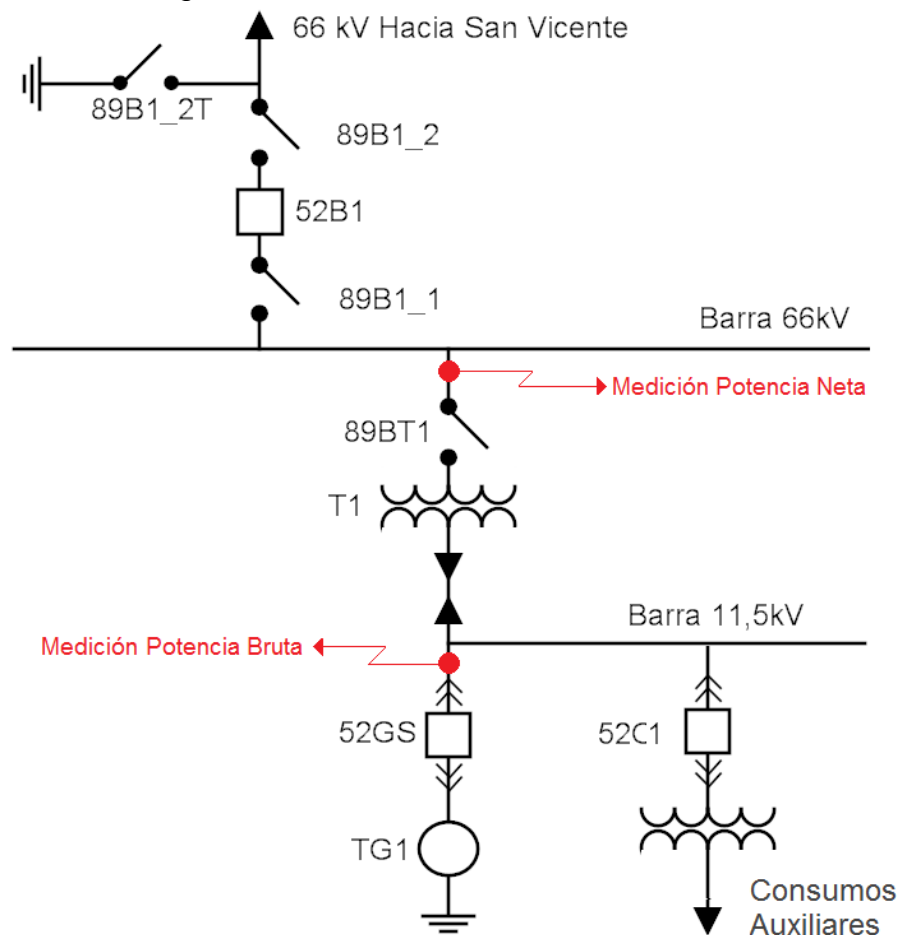 66 kV Hacia San Vicente
89B1_2T
89B1_2
52B1
89B1_1
Barra 66kV
Medición Potencia Neta
89BT1
T1
Barra 11,5kV
Medición Potencia Bruta
52GS
52C1
TG1
Consumos
Auxiliares